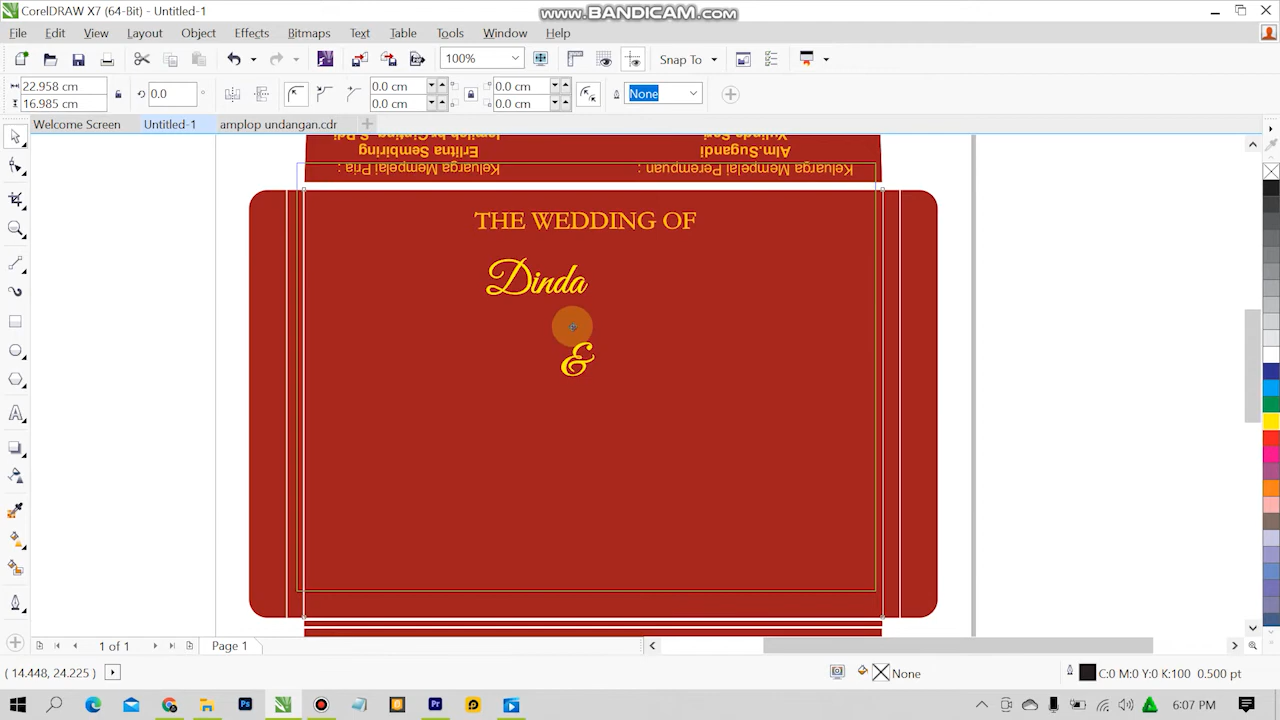 CorelDRAW X7 (64-Bit) - Untitled-1
www.BANDICAM.com
File Edit View Layout Object Effects Bitmaps Text Table Tools Window Help
100%
Snap To
22.958 cm
16.985 cm
0.0
0.0 cm
0.0 cm
0.0 cm
0.0 cm
None
Welcome Screen
Untitled-1
amplop undangan.cdr
Erlitna Sembiring
Alm.Sugandi
Keluarga Mempelai Pria :
Keluarga Mempelai Perempuan :
THE WEDDING OF
Dinda
&
1 of 1
Page 1
( 14.448, 24.225 )
None
C:0 M:0 Y:0 K:100 0.500 pt
6:07 PM